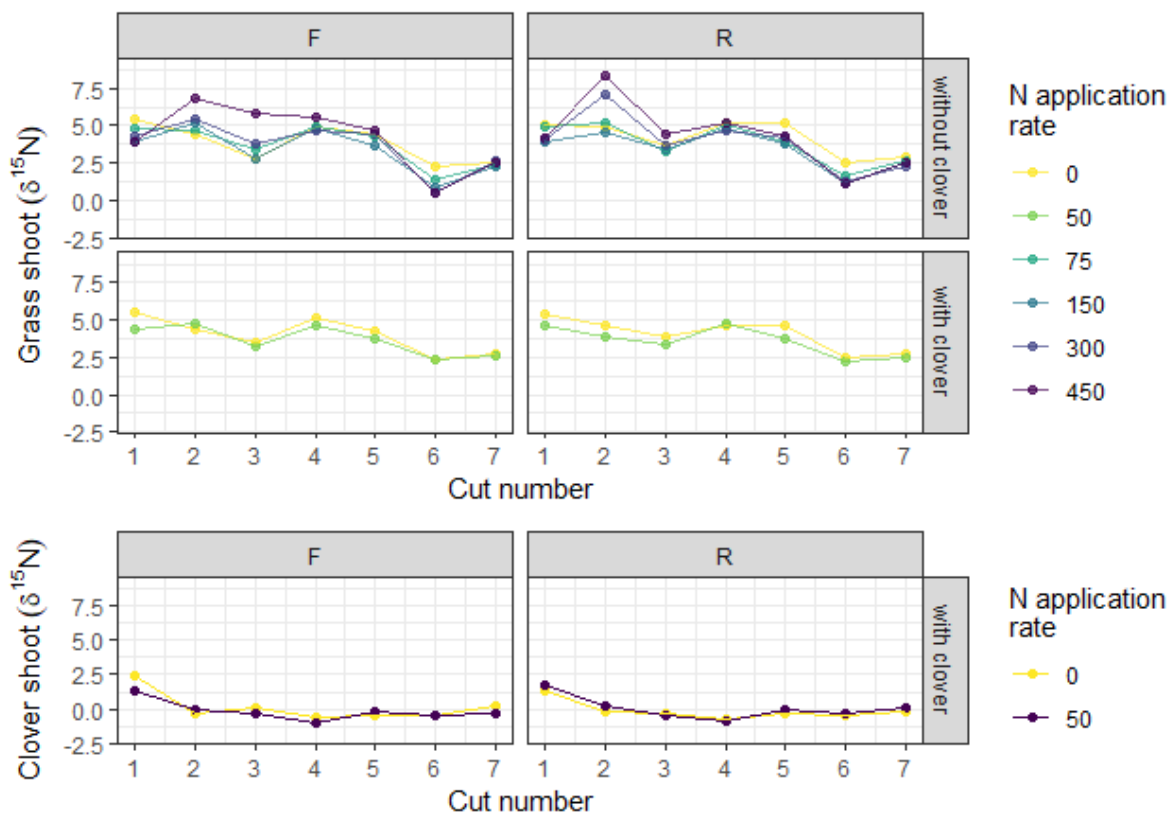 F
R
Grass shoot (δ¹⁵N)
7.5
5.0
2.5
0.0
-2.5
without clover
7.5
5.0
2.5
0.0
-2.5
with clover
1 2 3 4 5 6 7
1 2 3 4 5 6 7
Cut number
N application
rate
0
50
75
150
300
450
F
R
Clover shoot (δ¹⁵N)
7.5
5.0
2.5
0.0
-2.5
with clover
1 2 3 4 5 6 7
1 2 3 4 5 6 7
Cut number
N application
rate
0
50